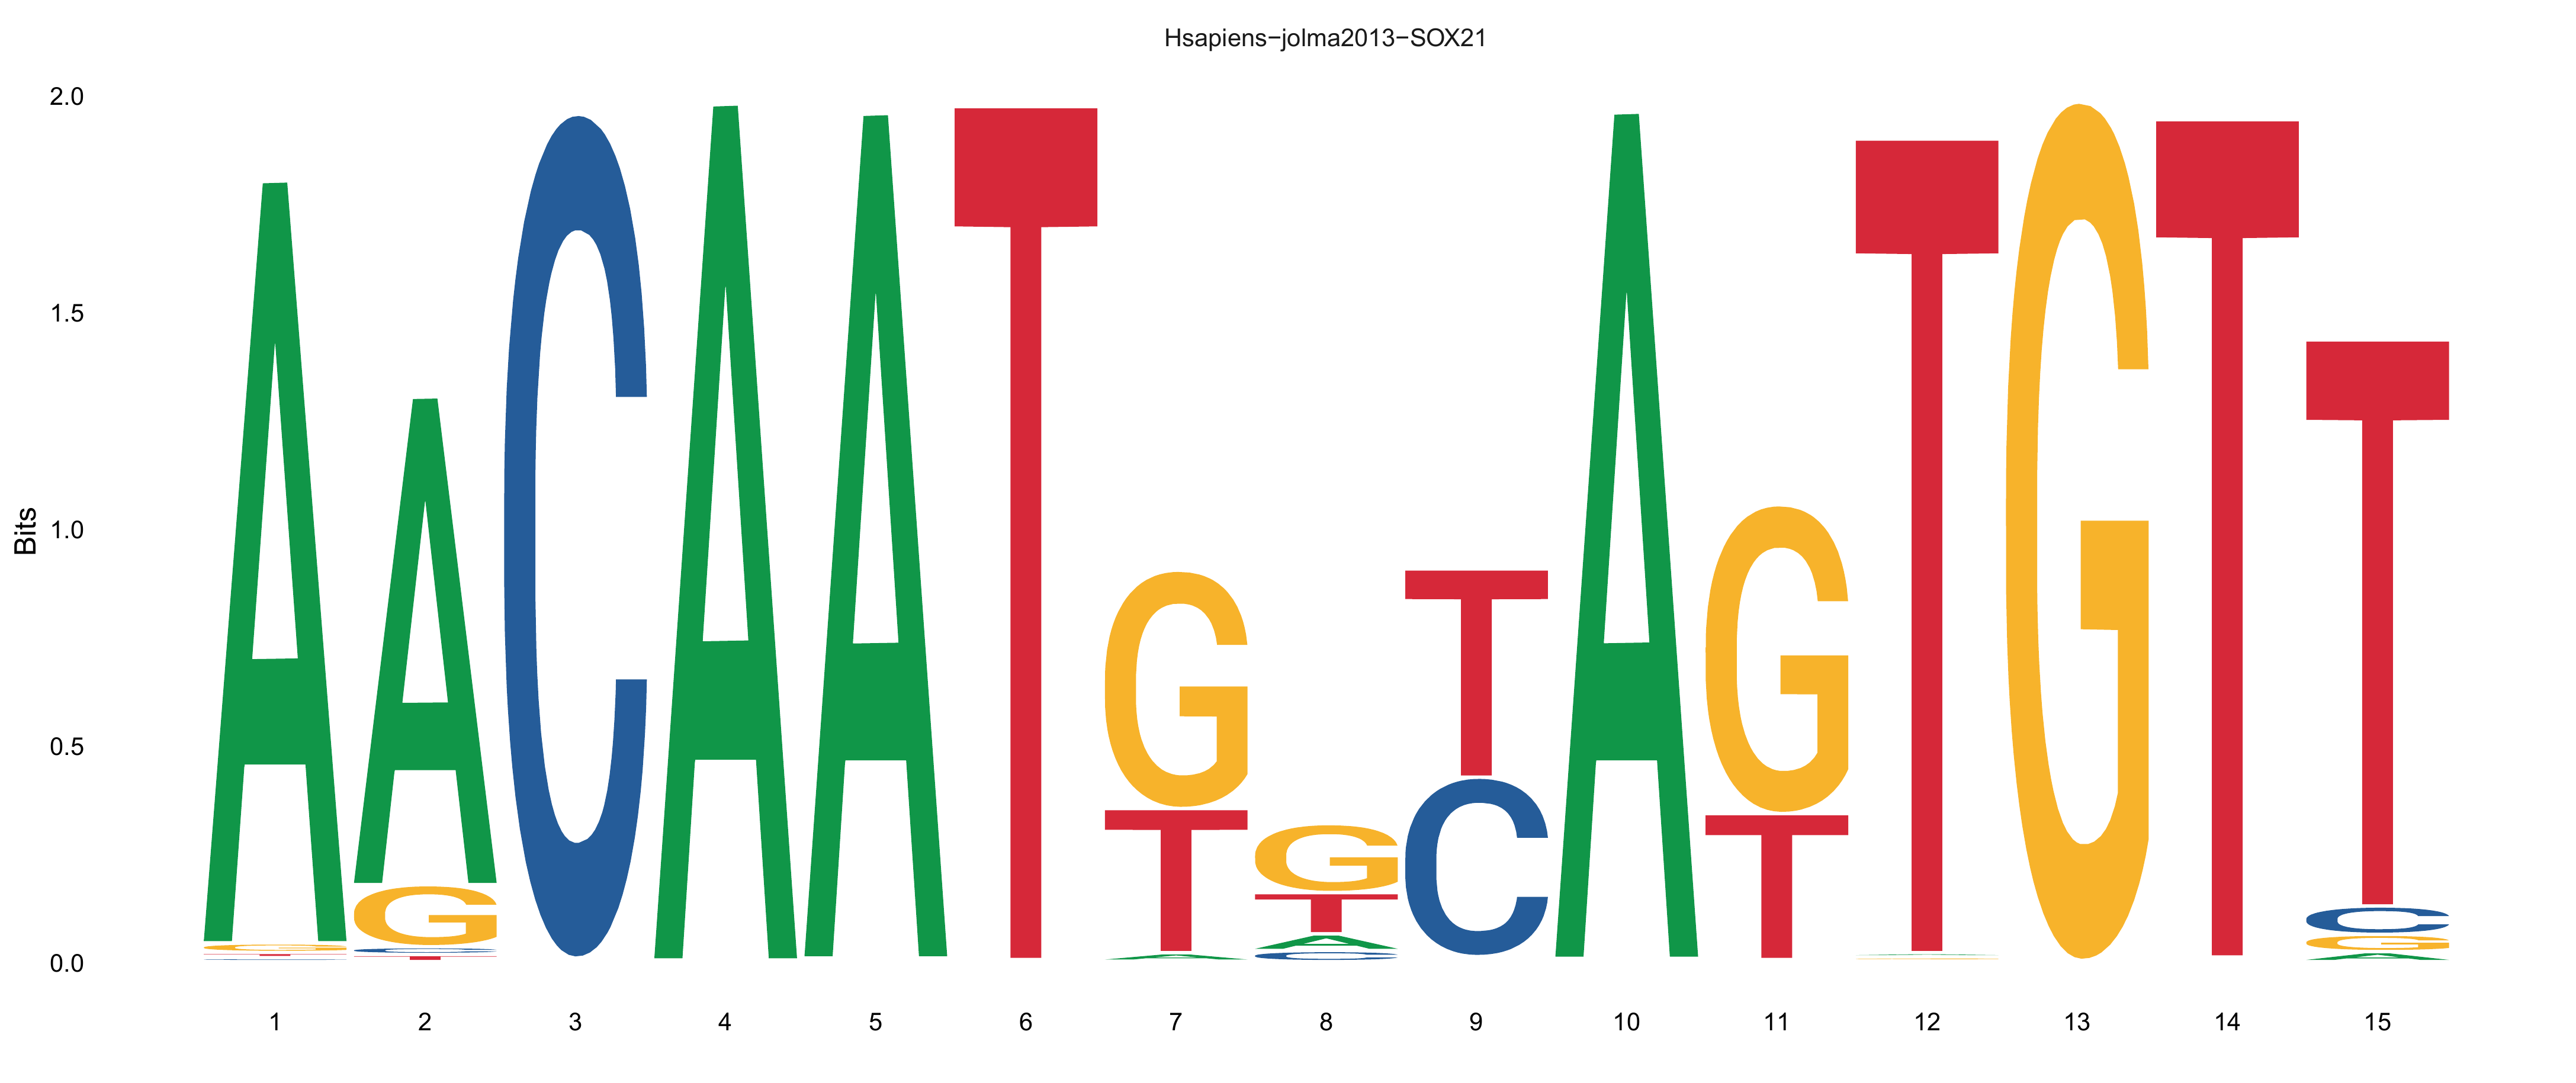 Hsapiens−jolma2013−SOX21
2.0
1.5
1.0
0.5
0.0
Bits
A A C A A T G G T A G T G T T
G T C T C
G T A G
C T C A
1 2 3 4 5 6 7 8 9 10 11 12 13 14 15